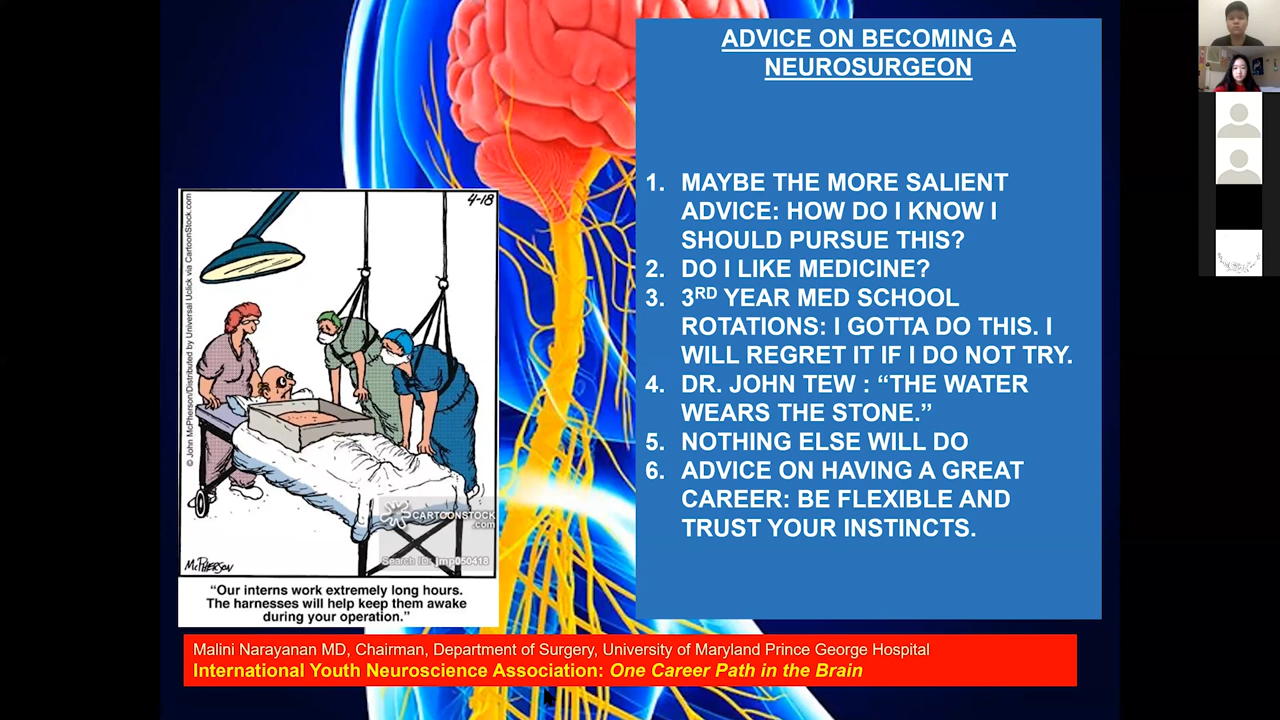 ADVICE ON BECOMING A
NEUROSURGEON
1. MAYBE THE MORE SALIENT
ADVICE: HOW DO I KNOW I
SHOULD PURSUE THIS?
2. DO I LIKE MEDICINE?
3. 3RD YEAR MED SCHOOL
ROTATIONS: I GOTTA DO THIS. I
WILL REGRET IT IF I DO NOT TRY.
4. DR. JOHN TEW : “THE WATER
WEARS THE STONE.”
5. NOTHING ELSE WILL DO
6. ADVICE ON HAVING A GREAT
CAREER: BE FLEXIBLE AND
TRUST YOUR INSTINCTS.
4-18
© John McPherson/Distributed by Universal Uclick via CartoonStock.com
CARTOONSTOCK
.com
Search for jmp050418
McPHERSON
“Our interns work extremely long hours.
The harnesses will help keep them awake
during your operation.”
Malini Narayanan MD, Chairman, Department of Surgery, University of Maryland Prince George Hospital
International Youth Neuroscience Association: One Career Path in the Brain